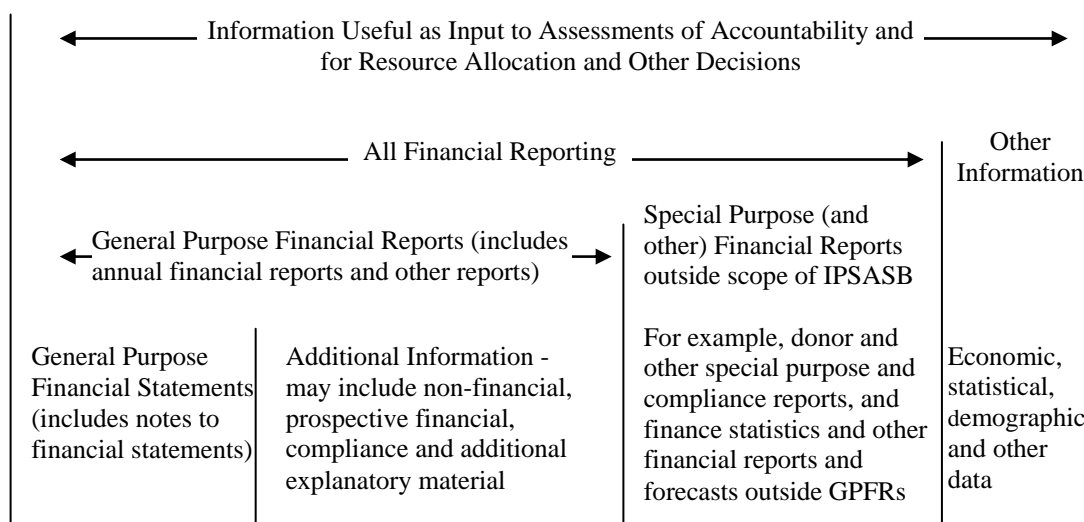 Information Useful as Input to Assessments of Accountability and
for Resource Allocation and Other Decisions
All Financial Reporting
Other
Information
General Purpose Financial Reports (includes
annual financial reports and other reports)
Special Purpose (and
other) Financial Reports
outside scope of IPSASB
General Purpose
Financial Statements
(includes notes to
financial statements)
Additional Information -
may include non-financial,
prospective financial,
compliance and additional
explanatory material
For example, donor and
other special purpose and
compliance reports, and
finance statistics and other
financial reports and
forecasts outside GPFRs
Economic,
statistical,
demographic
and other
data